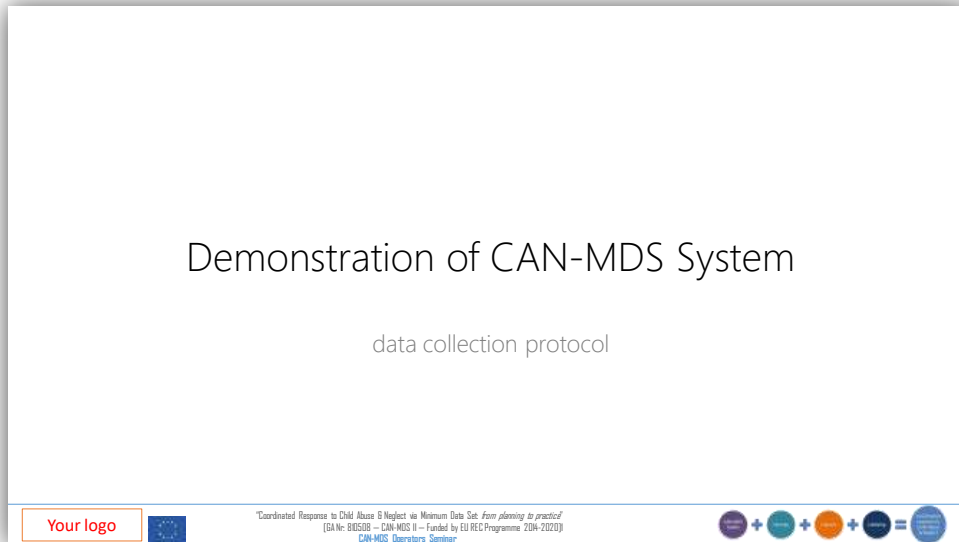 Demonstration of CAN-MDS System
data collection protocol
Your logo
"Coordinated Response to Child Abuse & Neglect via Minimum Data Set: from planning to practice"
[GA Nr: 810508 – CAN-MDS II – Funded by EU REC Programme 2014-2020)]
CAN-MDS Operators Seminar